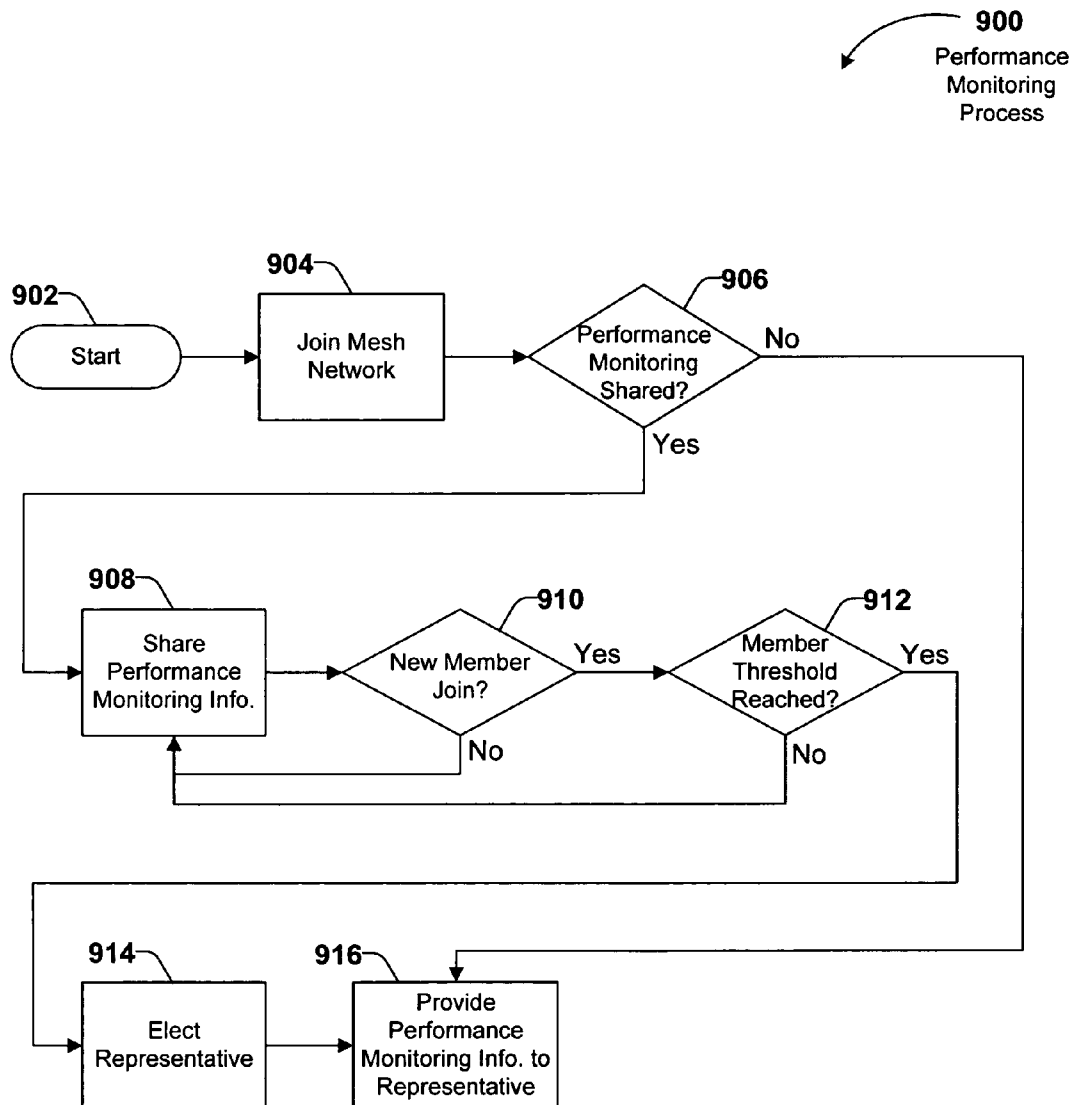 900
Performance
Monitoring
Process
904
906
902
Start
Join Mesh
Network
Performance
Monitoring
Shared?
No
Yes
908
910
912
Share
Performance
Monitoring Info.
New Member
Join?
Yes
Member
Threshold
Reached?
Yes
No
No
914
916
Elect
Representative
Provide
Performance
Monitoring Info. to
Representative